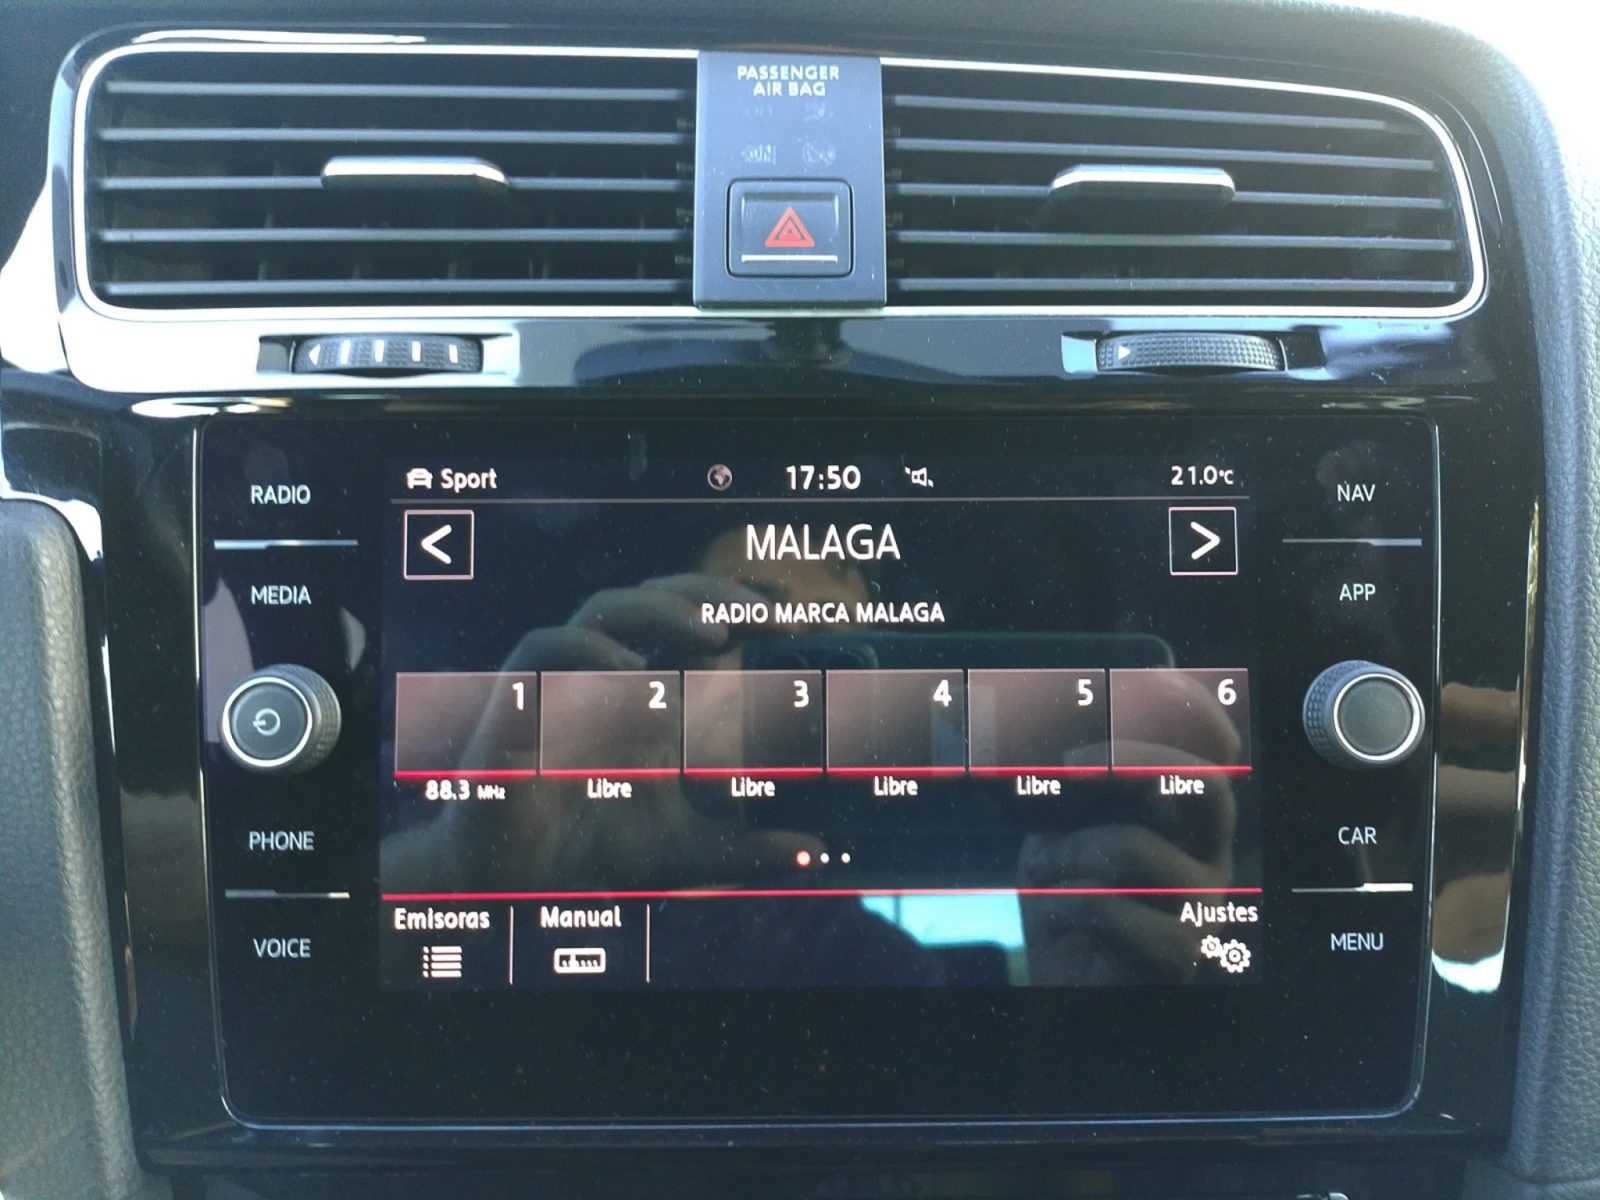 PASSENGER
AIR BAG
RADIO
MEDIA
PHONE
VOICE
Sport 17:50 21.0°C
< MALAGA >
RADIO MARCA MALAGA
1 2 3 4 5 6
88.3 MHz Libre Libre Libre Libre Libre
Emisoras Manual Ajustes
NAV
APP
CAR
MENU